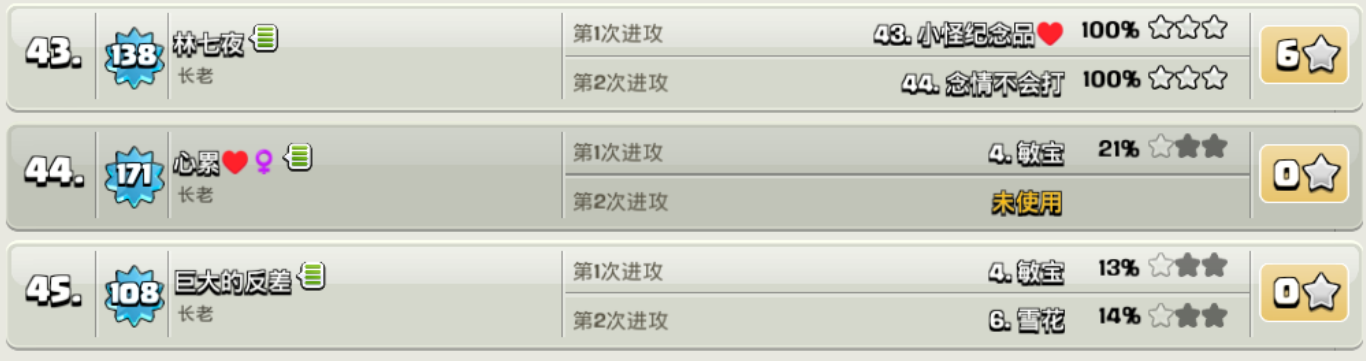 43. 138 林七夜 长老 第1次进攻 43. 小怪纪念品❤️ 100% 6
第2次进攻 44. 念情不会打 100%
44. 171 心累❤️♀ 长老 第1次进攻 4. 敏宝 21% 0
第2次进攻 未使用
45. 108 巨大的反差 长老 第1次进攻 4. 敏宝 13% 0
第2次进攻 6. 雪花 14%